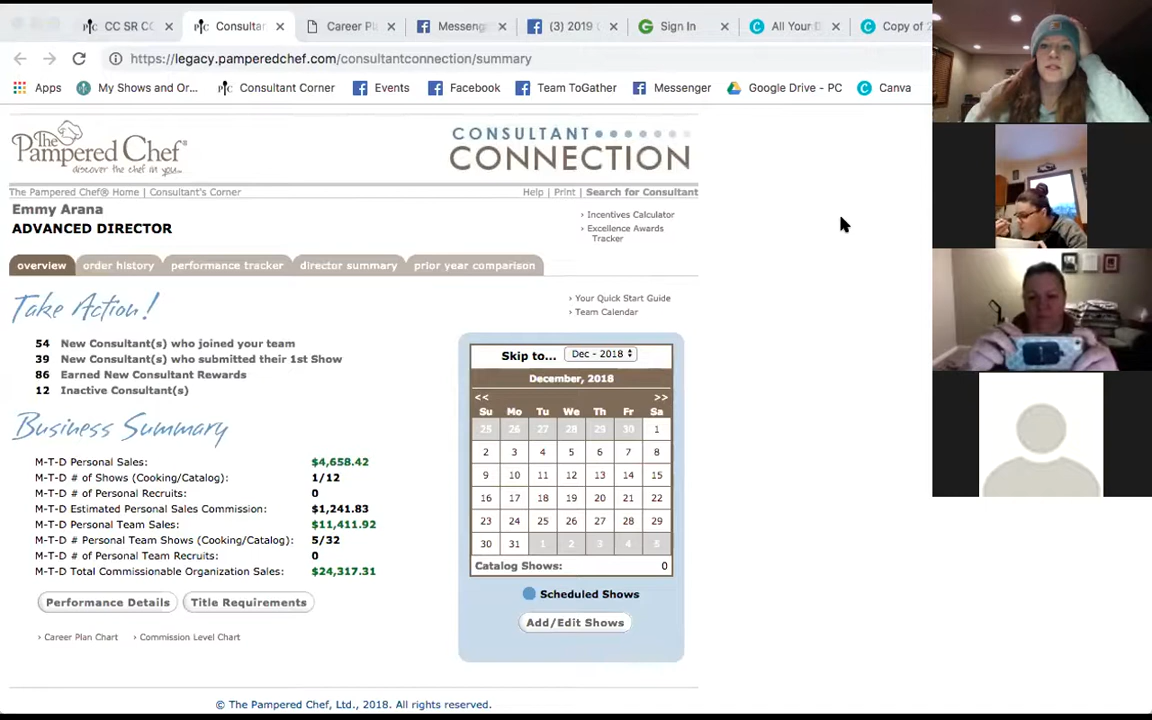 CC SR CC
Consultan
Career Pl
Messenge
(3) 2019 (
Sign In
All Your D
Copy of 2
https://legacy.pamperedchef.com/consultantconnection/summary
Apps
My Shows and Or...
Consultant Corner
Events
Facebook
Team ToGather
Messenger
Google Drive - PC
Canva
The Pampered Chef®
discover the chef in you...
CONSULTANT
CONNECTION
The Pampered Chef® Home | Consultant's Corner
Help | Print | Search for Consultant
Emmy Arana
ADVANCED DIRECTOR
› Incentives Calculator
› Excellence Awards
Tracker
overview
order history
performance tracker
director summary
prior year comparison
Take Action!
› Your Quick Start Guide
› Team Calendar
54 New Consultant(s) who joined your team
39 New Consultant(s) who submitted their 1st Show
86 Earned New Consultant Rewards
12 Inactive Consultant(s)
Business Summary
M-T-D Personal Sales: $4,658.42
M-T-D # of Shows (Cooking/Catalog): 1/12
M-T-D # of Personal Recruits: 0
M-T-D Estimated Personal Sales Commission: $1,241.83
M-T-D Personal Team Sales: $11,411.92
M-T-D # Personal Team Shows (Cooking/Catalog): 5/32
M-T-D # of Personal Team Recruits: 0
M-T-D Total Commissionable Organization Sales: $24,317.31
Performance Details
Title Requirements
› Career Plan Chart
› Commission Level Chart
Skip to... Dec - 2018
December, 2018
<< >>
Su Mo Tu We Th Fr Sa
25 26 27 28 29 30 1
2 3 4 5 6 7 8
9 10 11 12 13 14 15
16 17 18 19 20 21 22
23 24 25 26 27 28 29
30 31 1 2 3 4 5
Catalog Shows: 0
Scheduled Shows
Add/Edit Shows
© The Pampered Chef, Ltd., 2018. All rights reserved.